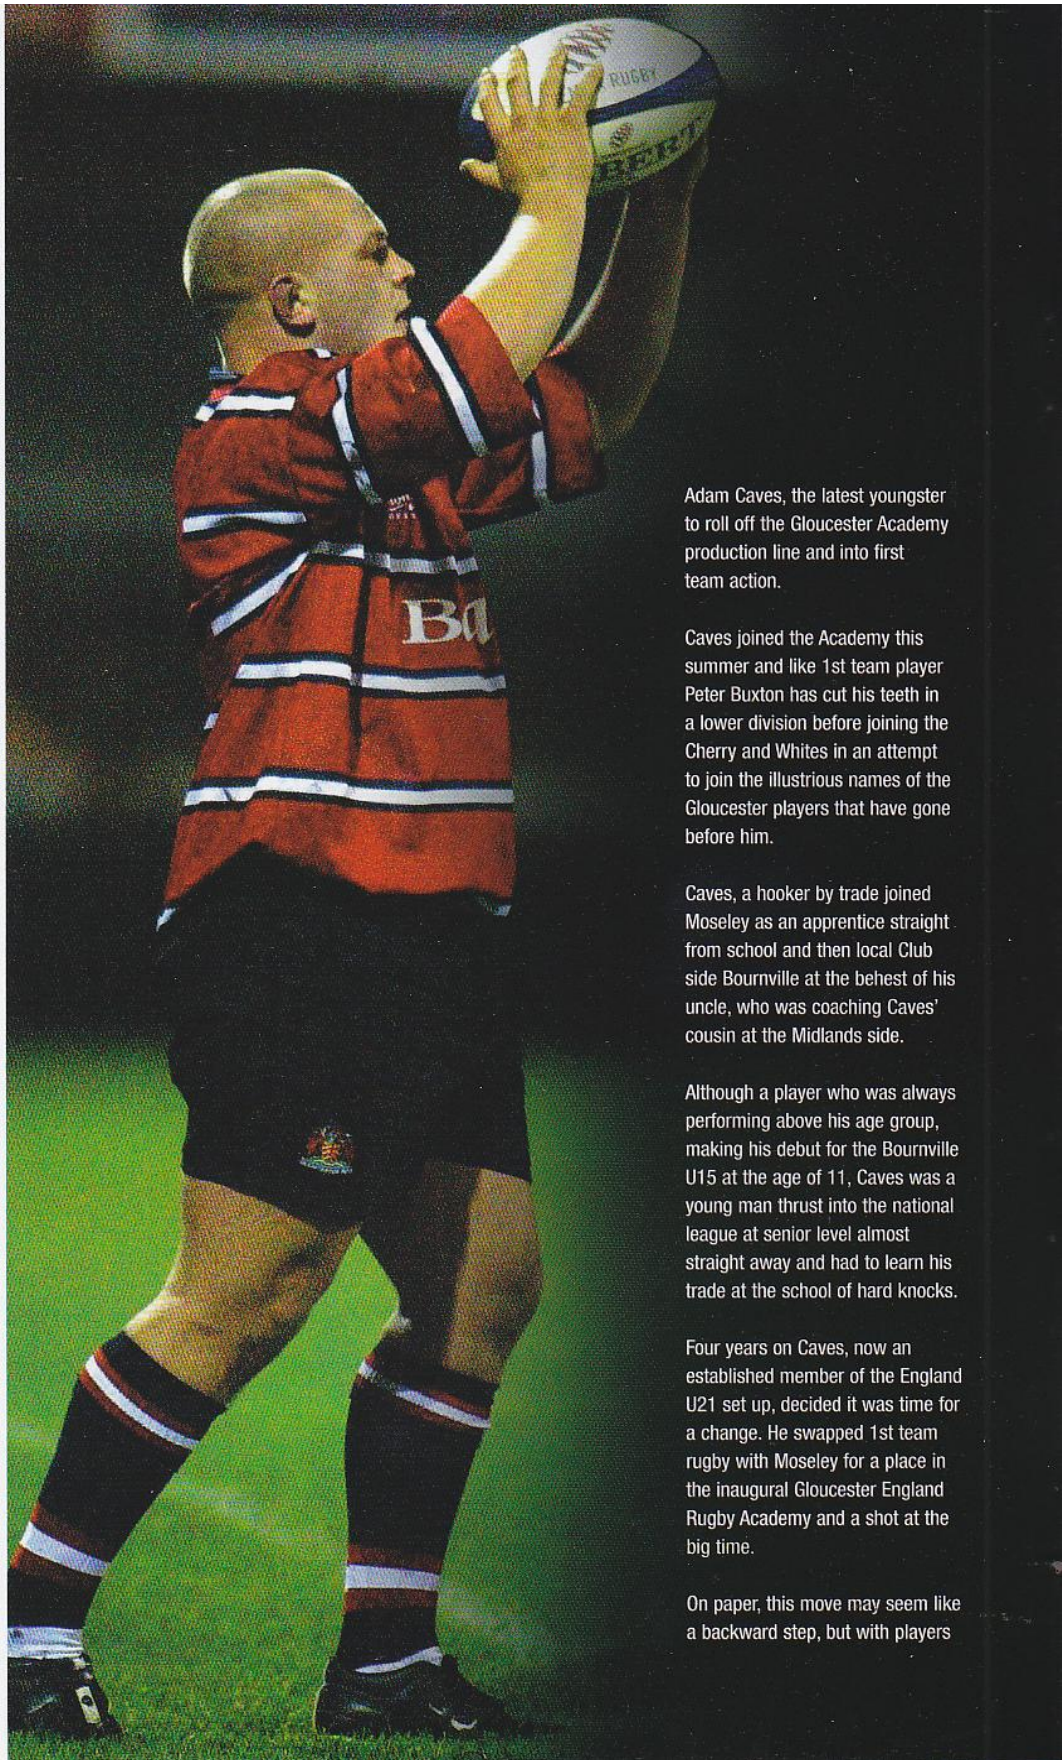 RUGBY
BERT
Ba
Adam Caves, the latest youngster
to roll off the Gloucester Academy
production line and into first
team action.
Caves joined the Academy this
summer and like 1st team player
Peter Buxton has cut his teeth in
a lower division before joining the
Cherry and Whites in an attempt
to join the illustrious names of the
Gloucester players that have gone
before him.
Caves, a hooker by trade joined
Moseley as an apprentice straight
from school and then local Club
side Bournville at the behest of his
uncle, who was coaching Caves'
cousin at the Midlands side.
Although a player who was always
performing above his age group,
making his debut for the Bournville
U15 at the age of 11, Caves was a
young man thrust into the national
league at senior level almost
straight away and had to learn his
trade at the school of hard knocks.
Four years on Caves, now an
established member of the England
U21 set up, decided it was time for
a change. He swapped 1st team
rugby with Moseley for a place in
the inaugural Gloucester England
Rugby Academy and a shot at the
big time.
On paper, this move may seem like
a backward step, but with players